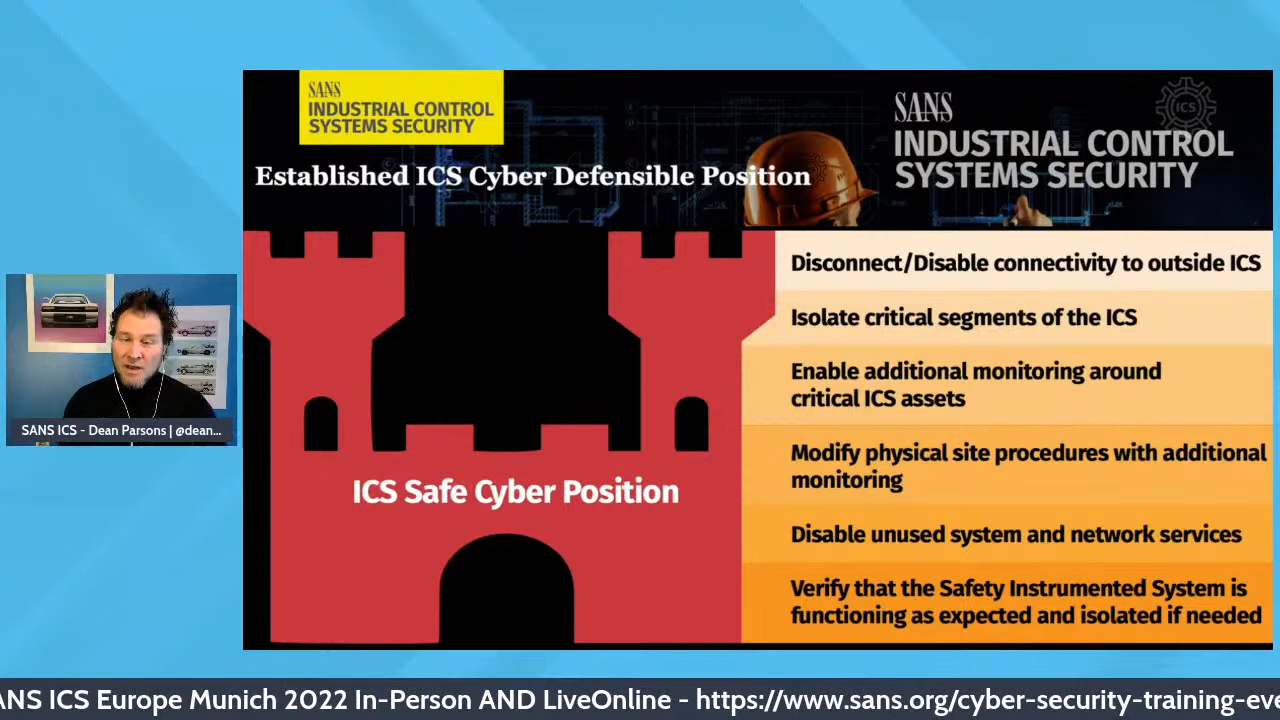 SANS
INDUSTRIAL CONTROL
SYSTEMS SECURITY
Established ICS Cyber Defensible Position
SANS
INDUSTRIAL CONTROL
SYSTEMS SECURITY
ICS
Disconnect/Disable connectivity to outside ICS
Isolate critical segments of the ICS
Enable additional monitoring around
critical ICS assets
Modify physical site procedures with additional
monitoring
Disable unused system and network services
Verify that the Safety Instrumented System is
functioning as expected and isolated if needed
ICS Safe Cyber Position
SANS ICS - Dean Parsons | @dean...
ANS ICS Europe Munich 2022 In-Person AND LiveOnline - https://www.sans.org/cyber-security-training-eve